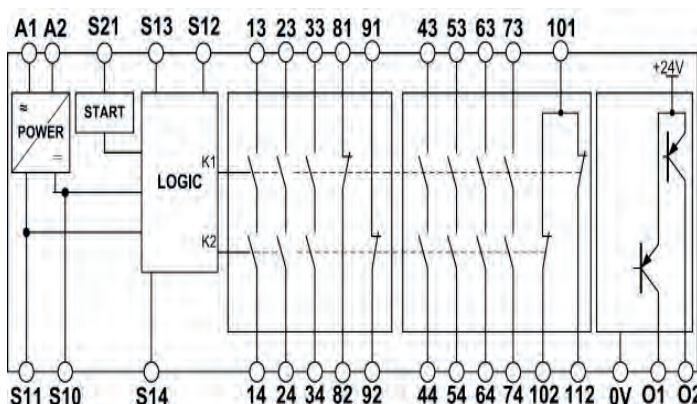 A1 A2 S21 S13 S12 13 23 33 81 91 43 53 63 73 101
+24V
START
POWER
K1
LOGIC
K2
S11 S10 S14 14 24 34 82 92 44 54 64 74 102 112 0V O1 O2